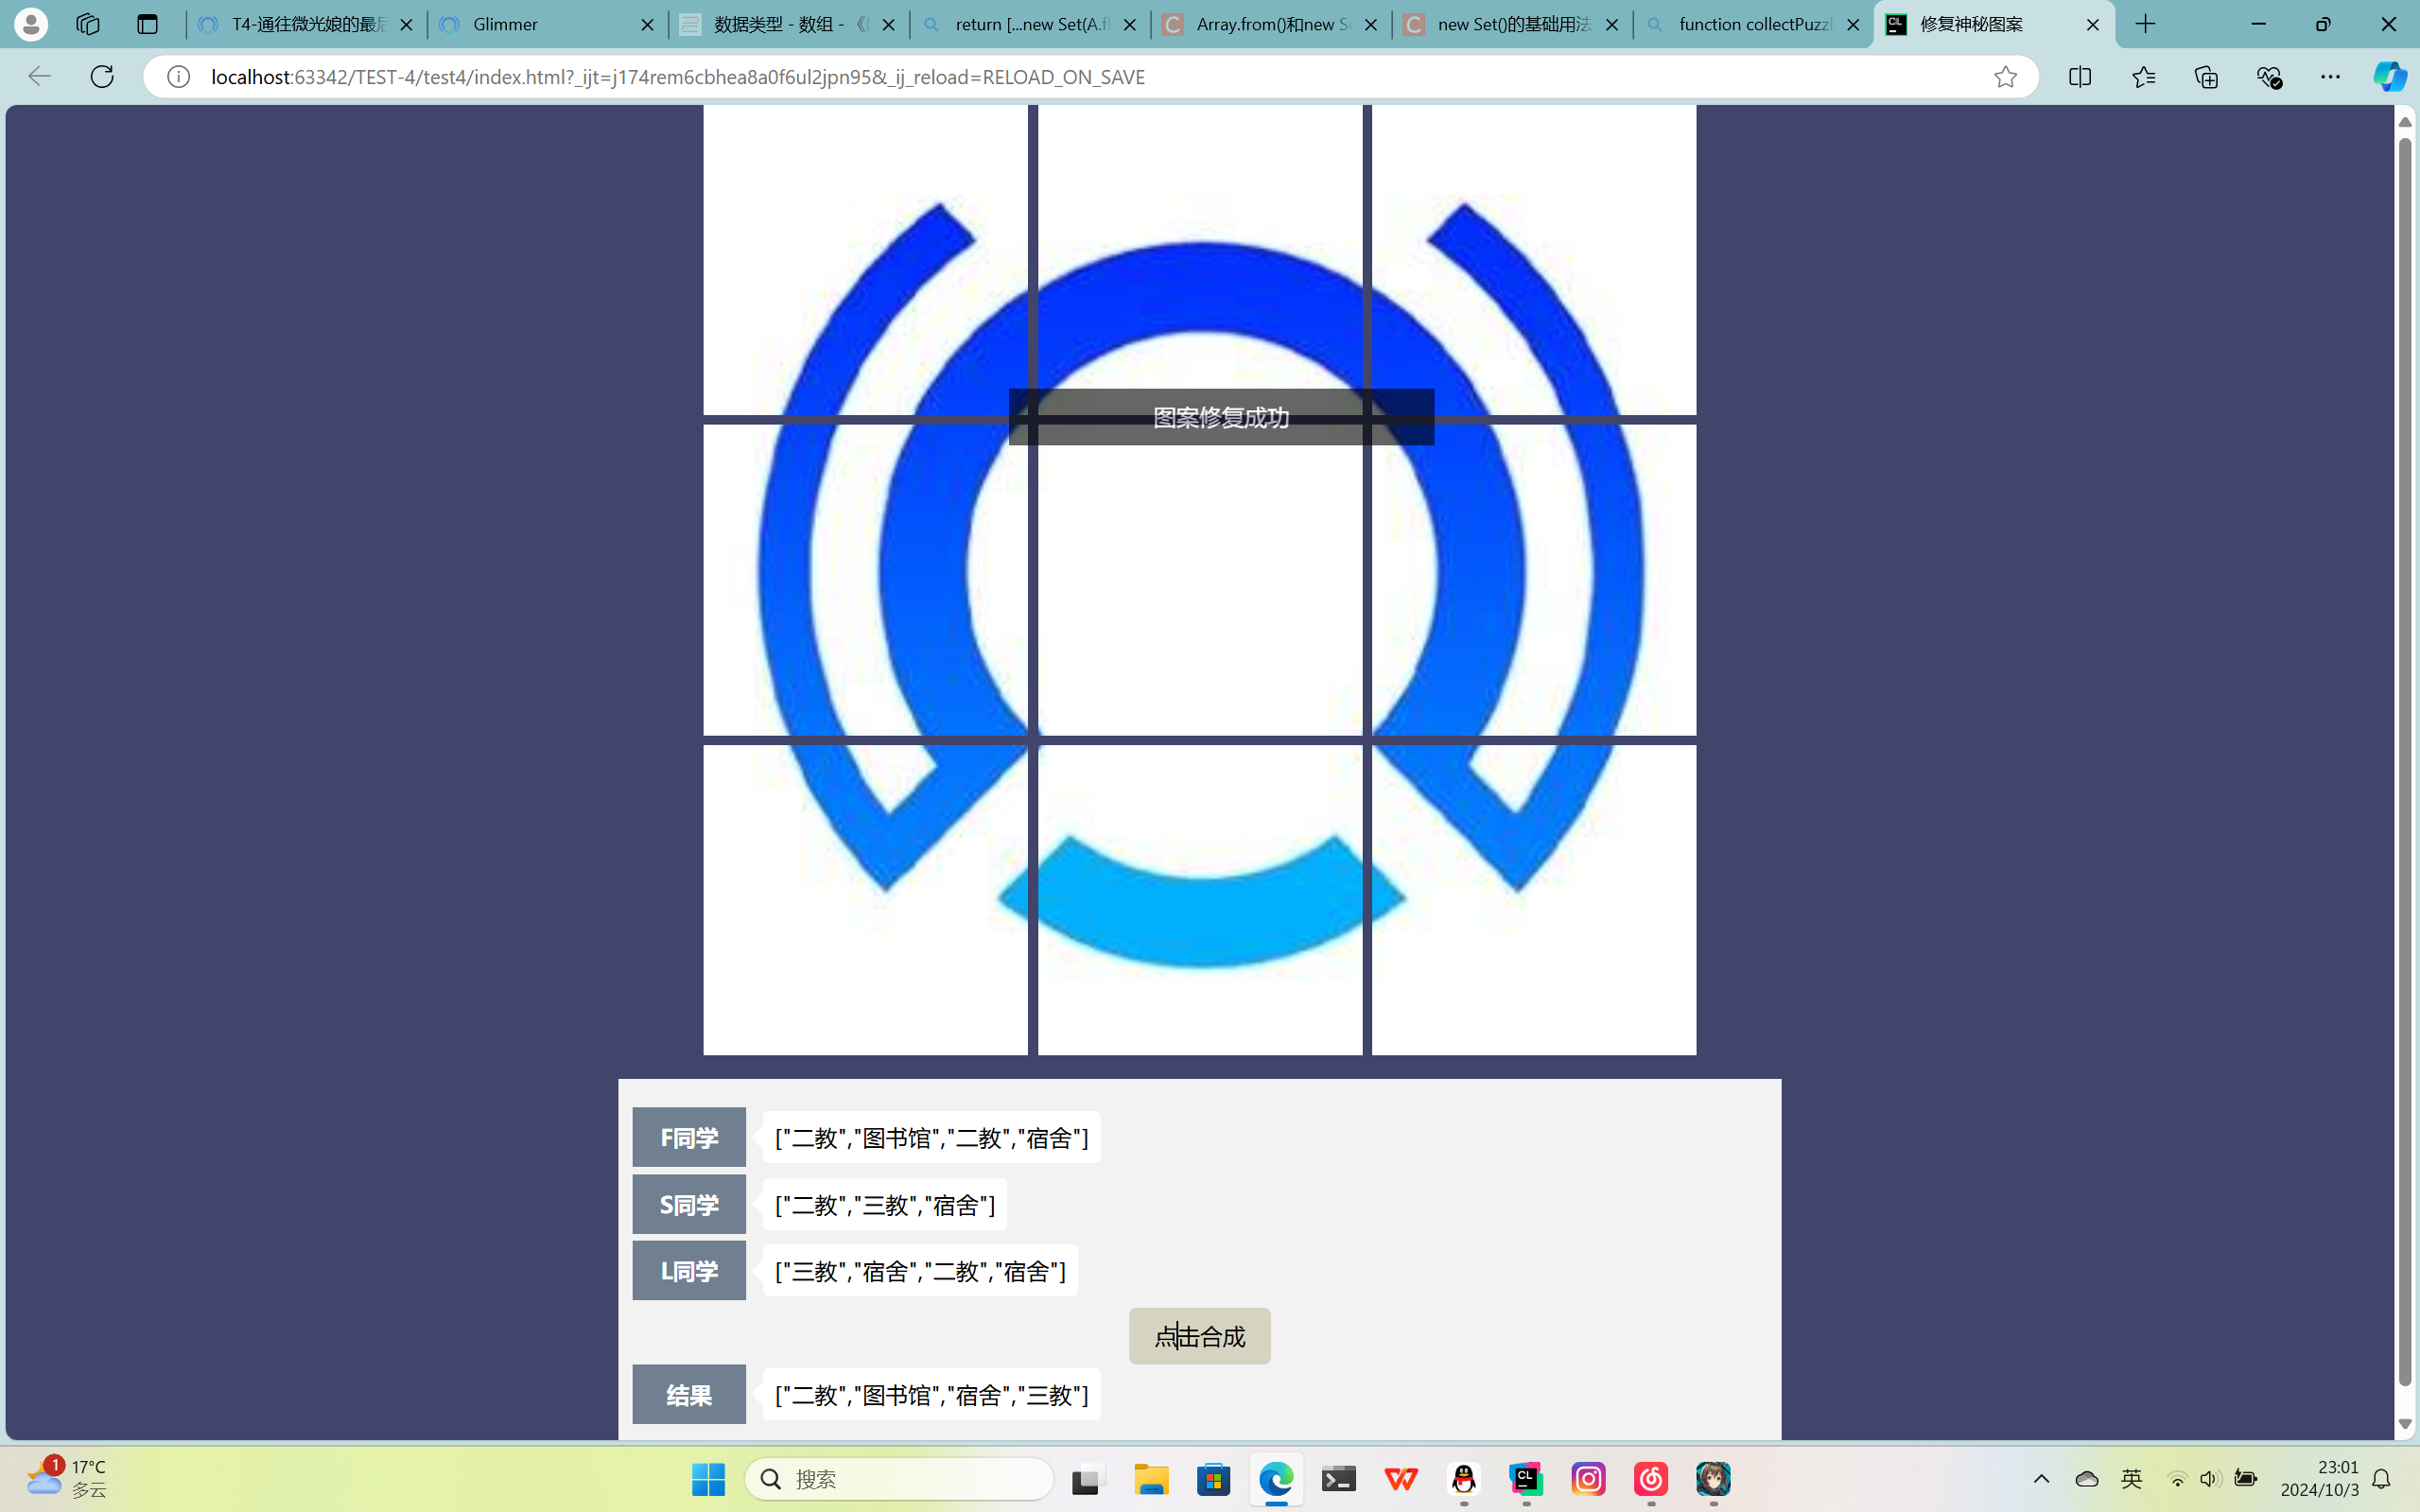 T4-通往微光娘的最后
Glimmer
数据类型 - 数组 - 《
return [...new Set(A.fl
Array.from()和new Se
new Set()的基础用法
function collectPuzzl
修复神秘图案
localhost:63342/TEST-4/test4/index.html?_ijt=j174rem6cbhea8a0f6ul2jpn95&_ij_reload=RELOAD_ON_SAVE
图案修复成功
F同学 ["二教","图书馆","二教","宿舍"]
S同学 ["二教","三教","宿舍"]
L同学 ["三教","宿舍","二教","宿舍"]
点击合成
结果 ["二教","图书馆","宿舍","三教"]
1
17°C
多云
搜索
CL
英
23:01
2024/10/3